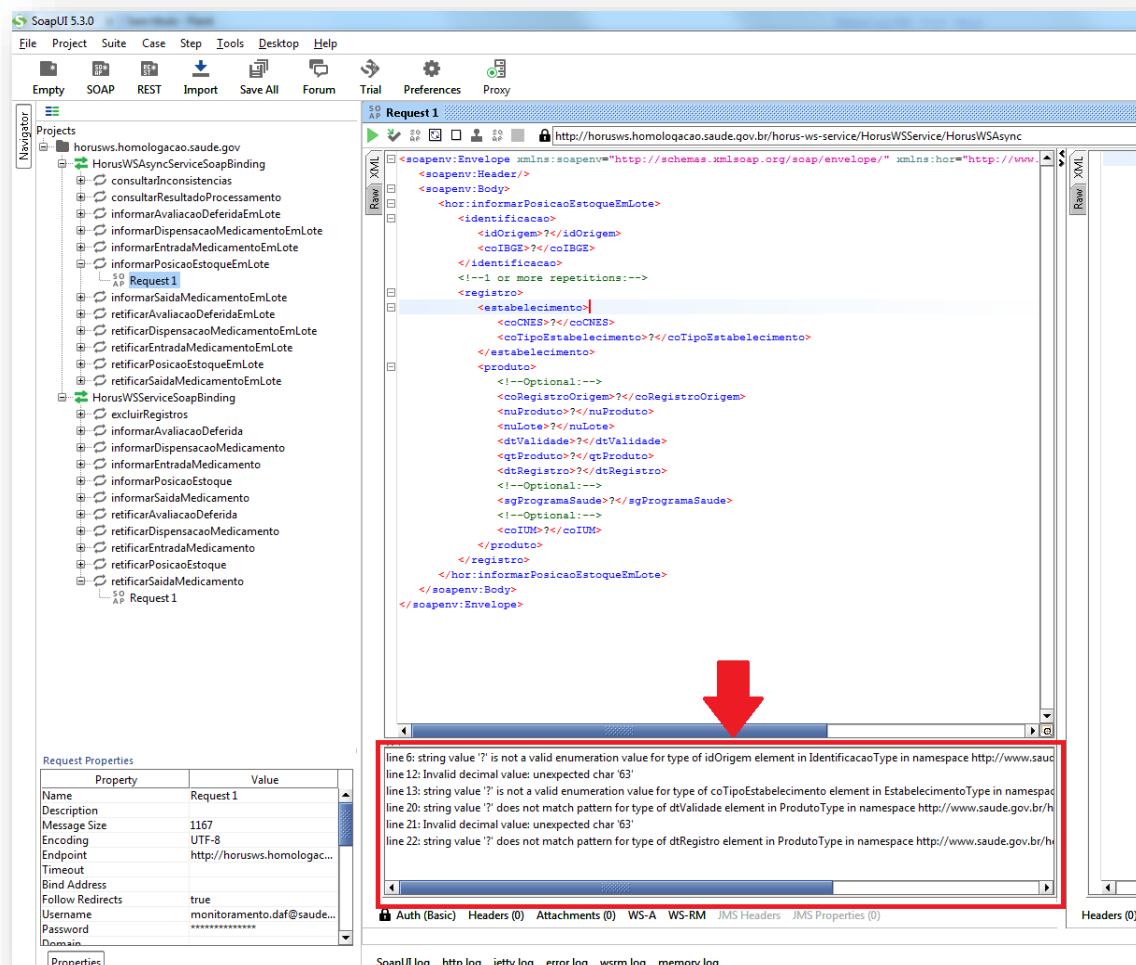 SoapUI 5.3.0
File Project Suite Case Step Tools Desktop Help
Empty SOAP REST Import Save All Forum Trial Preferences Proxy
Navigator
Projects
horusws.homologacao.saude.gov
HorusWSAsyncServiceSoapBinding
consultarInconsistencias
consultarResultadoProcessamento
informarAvaliacaoDeferidaEmLote
informarDispensacaoMedicamentoEmLote
informarEntradaMedicamentoEmLote
informarPosicaoEstoqueEmLote
Request 1
informarSaidaMedicamentoEmLote
retificarAvaliacaoDeferidaEmLote
retificarDispensacaoMedicamentoEmLote
retificarEntradaMedicamentoEmLote
retificarPosicaoEstoqueEmLote
retificarSaidaMedicamentoEmLote
HorusWSServiceSoapBinding
excluirRegistros
informarAvaliacaoDeferida
informarDispensacaoMedicamento
informarEntradaMedicamento
informarPosicaoEstoque
informarSaidaMedicamento
retificarAvaliacaoDeferida
retificarDispensacaoMedicamento
retificarEntradaMedicamento
retificarPosicaoEstoque
retificarSaidaMedicamento
Request 1
Request Properties
Property Value
Name Request 1
Description
Message Size 1167
Encoding UTF-8
Endpoint http://horusws.homologac...
Timeout
Bind Address
Follow Redirects true
Username monitoramento.daf@saude...
Password **************
Domain
Properties
Request 1
http://horusws.homologacao.saude.gov.br/horus-ws-service/HorusWSService/HorusWSAsync
XML
Raw
<soapenv:Envelope xmlns:soapenv="http://schemas.xmlsoap.org/soap/envelope/" xmlns:hor="http://www.
<soapenv:Header/>
<soapenv:Body>
<hor:informarPosicaoEstoqueEmLote>
<identificacao>
<idOrigem>?</idOrigem>
<coIBGE>?</coIBGE>
</identificacao>
<!--1 or more repetitions:-->
<registro>
<estabelecimento>
<coCNES>?</coCNES>
<coTipoEstabelecimento>?</coTipoEstabelecimento>
</estabelecimento>
<produto>
<!--Optional:-->
<coRegistroOrigem>?</coRegistroOrigem>
<nuProduto>?</nuProduto>
<nuLote>?</nuLote>
<dtValidade>?</dtValidade>
<qtProduto>?</qtProduto>
<dtRegistro>?</dtRegistro>
<!--Optional:-->
<sgProgramaSaude>?</sgProgramaSaude>
<!--Optional:-->
<coIUM>?</coIUM>
</produto>
</registro>
</hor:informarPosicaoEstoqueEmLote>
</soapenv:Body>
</soapenv:Envelope>
line 6: string value '?' is not a valid enumeration value for type of idOrigem element in IdentificacaoType in namespace http://www.saud
line 12: Invalid decimal value: unexpected char '63'
line 13: string value '?' is not a valid enumeration value for type of coTipoEstabelecimento element in EstabelecimentoType in namespac
line 20: string value '?' does not match pattern for type of dtValidade element in ProdutoType in namespace http://www.saude.gov.br/h
line 21: Invalid decimal value: unexpected char '63'
line 22: string value '?' does not match pattern for type of dtRegistro element in ProdutoType in namespace http://www.saude.gov.br/h
Auth (Basic) Headers (0) Attachments (0) WS-A WS-RM JMS Headers JMS Properties (0)
XML
Raw
Headers (0)
SoapUI log http log jetty log error log wsrm log memory log